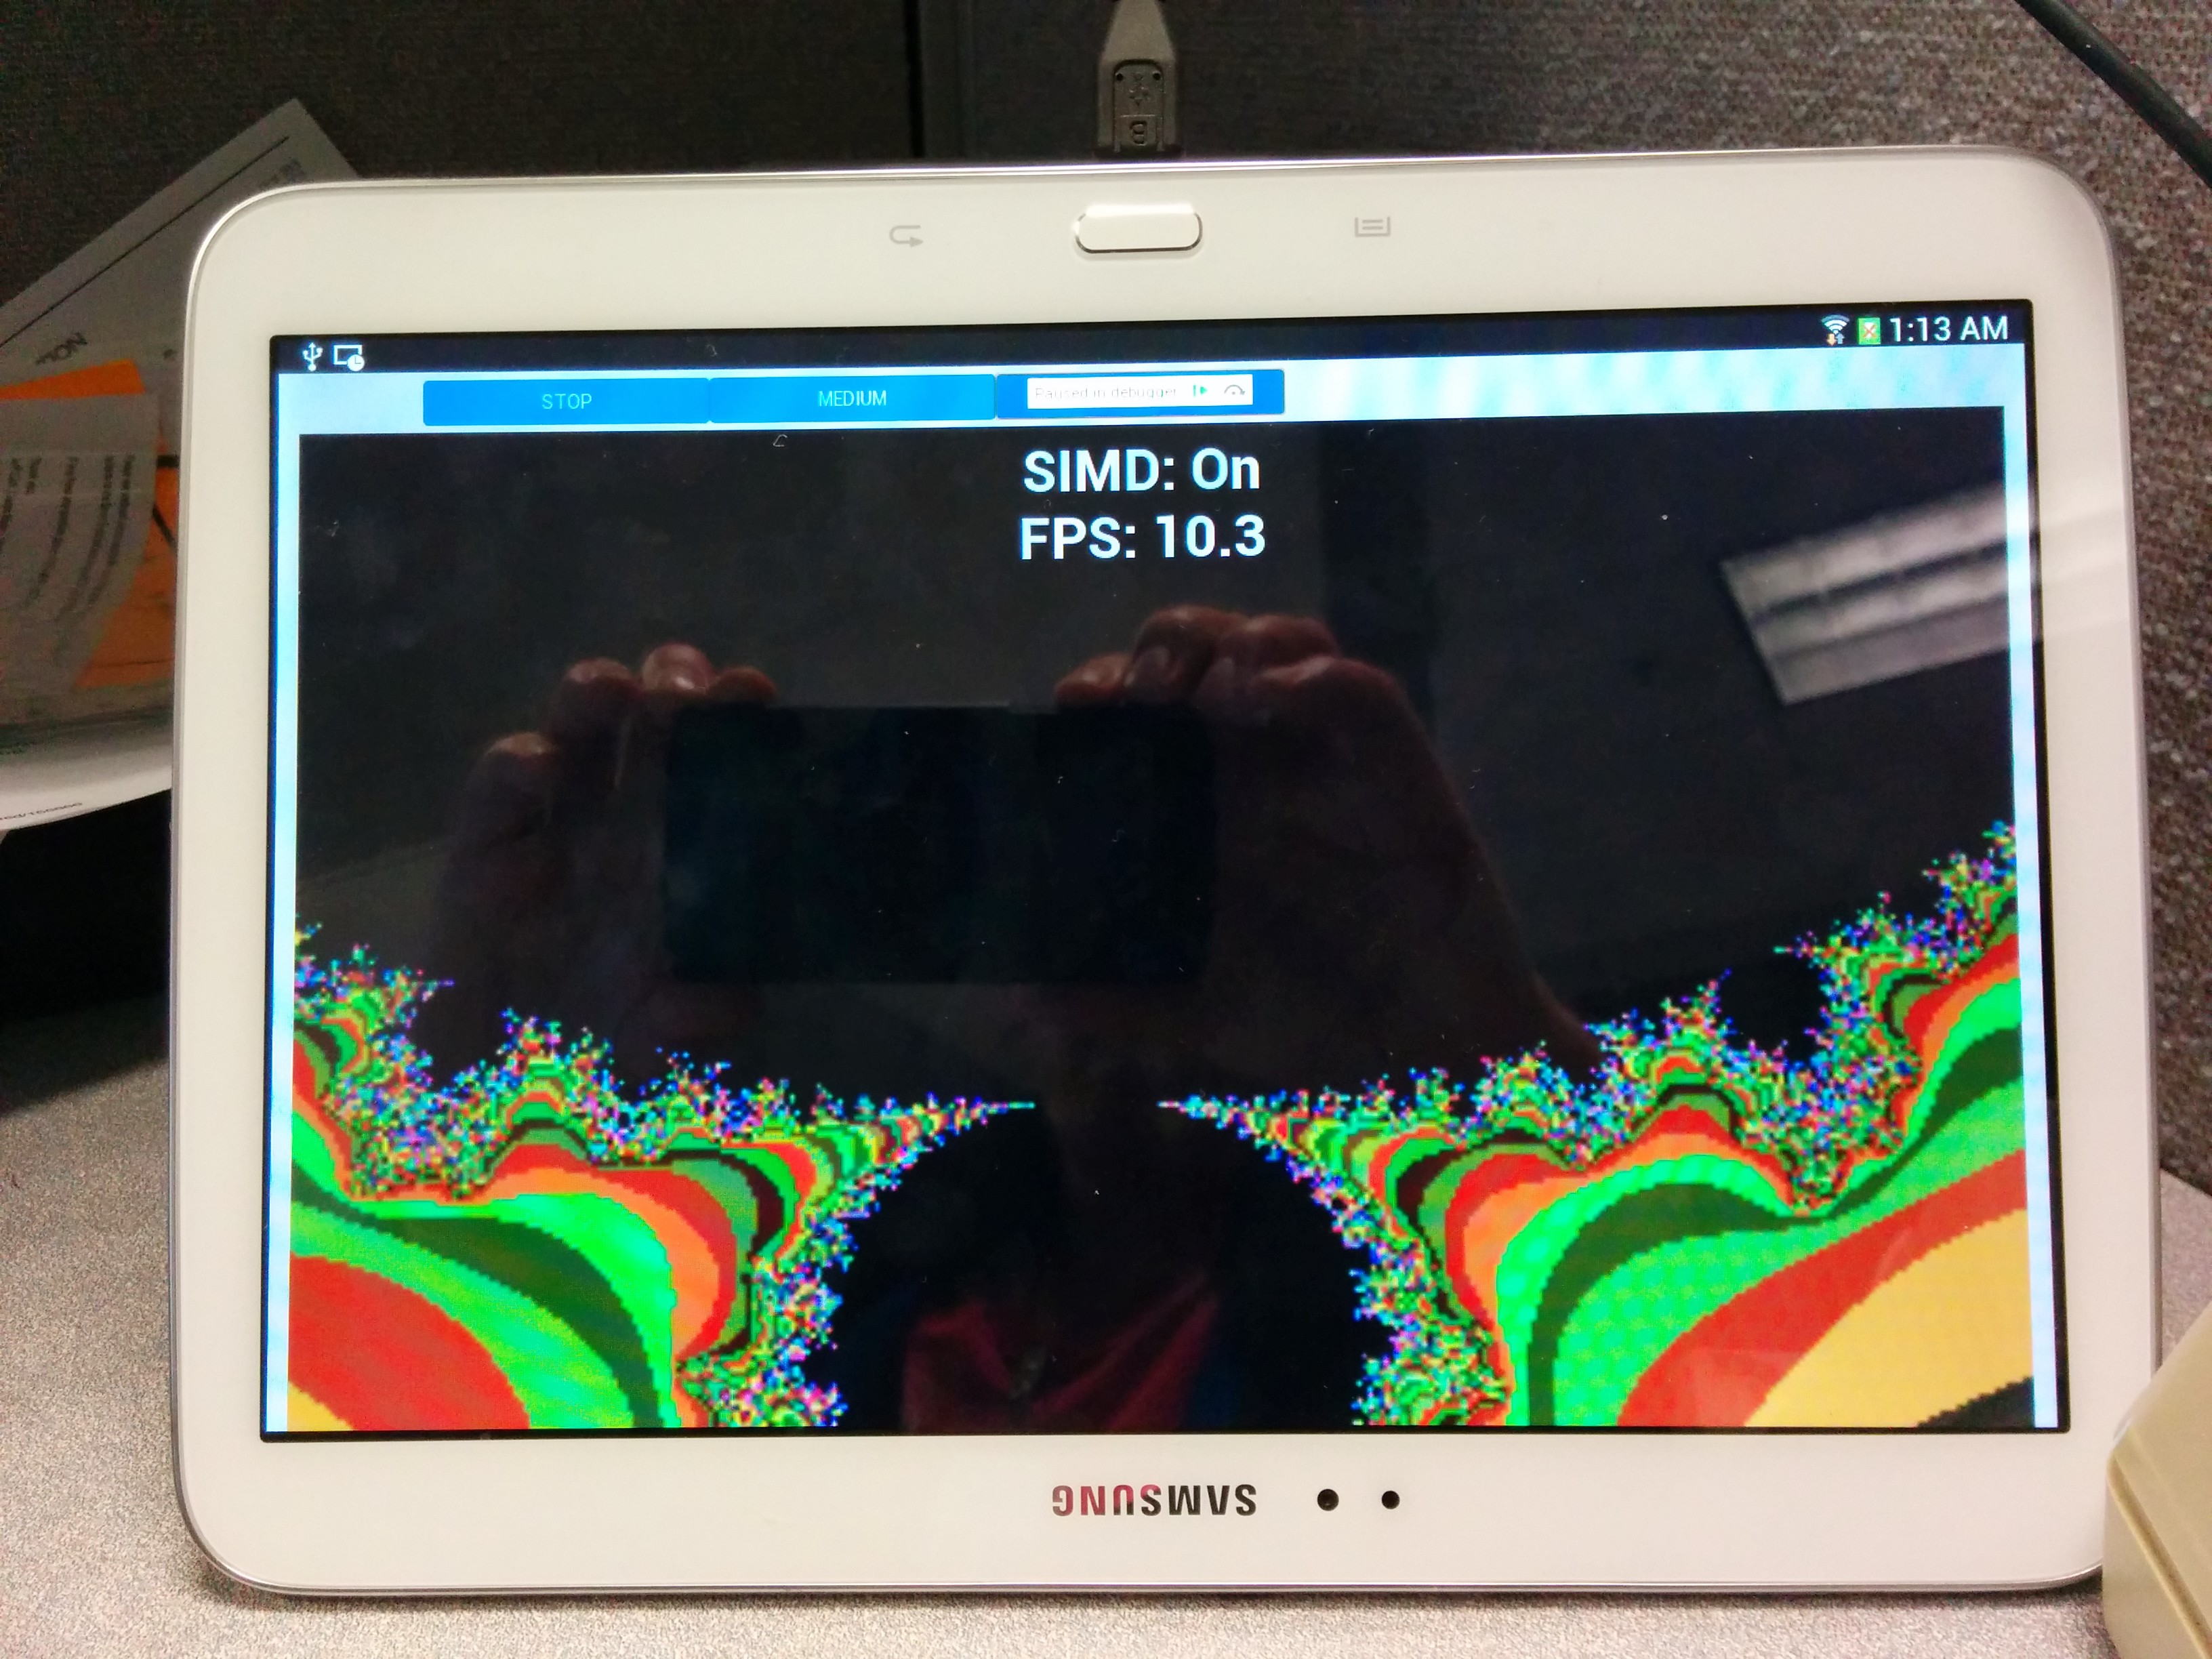 B
1:13 AM
STOP MEDIUM Paused in debugger
SIMD: On
FPS: 10.3
SAMSUNG